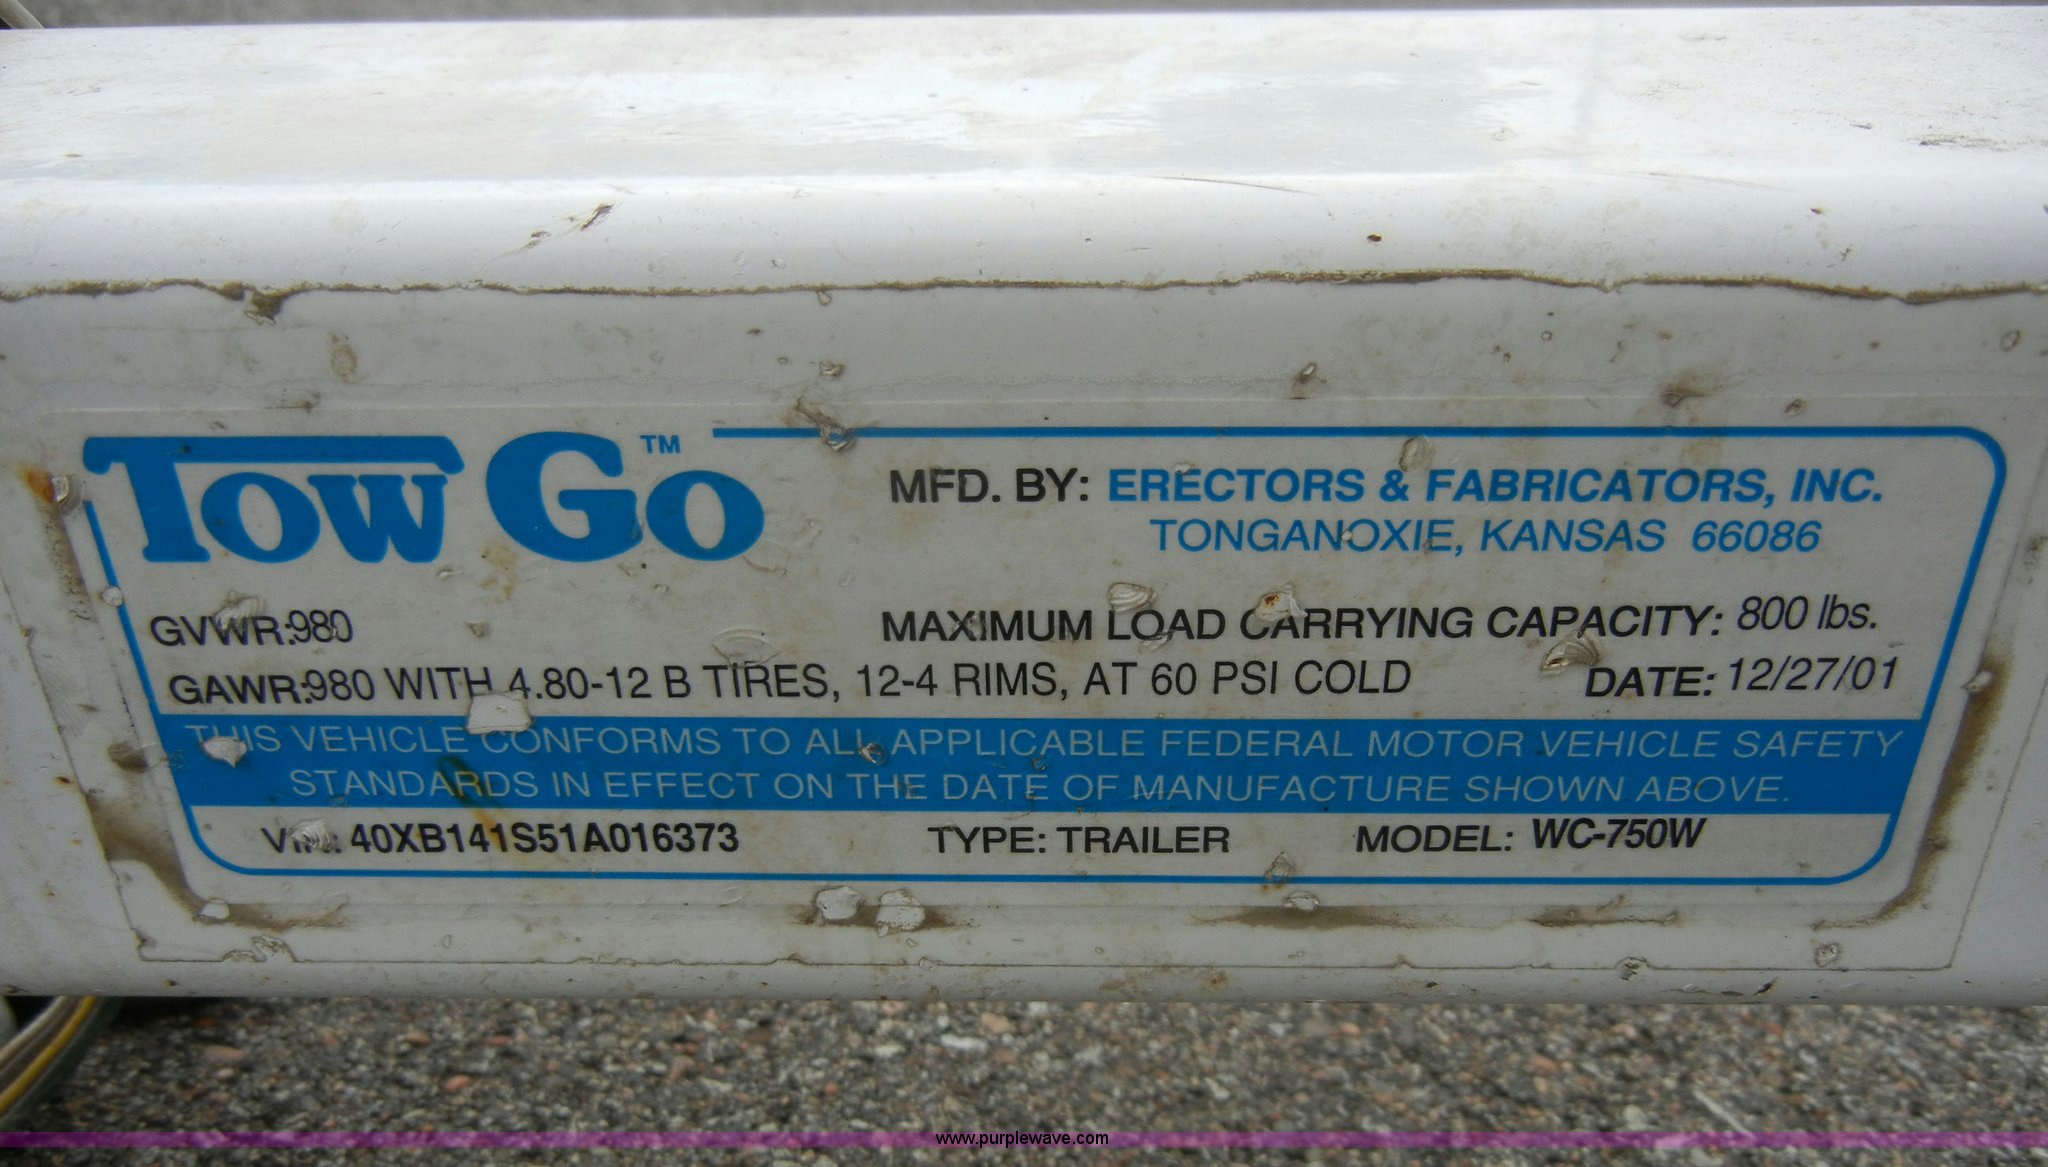 Tow Go™
MFD. BY: ERECTORS & FABRICATORS, INC.
TONGANOXIE, KANSAS 66086
GVWR:980 MAXIMUM LOAD CARRYING CAPACITY: 800 lbs.
GAWR:980 WITH 4.80-12 B TIRES, 12-4 RIMS, AT 60 PSI COLD DATE: 12/27/01
THIS VEHICLE CONFORMS TO ALL APPLICABLE FEDERAL MOTOR VEHICLE SAFETY
STANDARDS IN EFFECT ON THE DATE OF MANUFACTURE SHOWN ABOVE.
VIN: 40XB141S51A016373 TYPE: TRAILER MODEL: WC-750W
www.purplewave.com